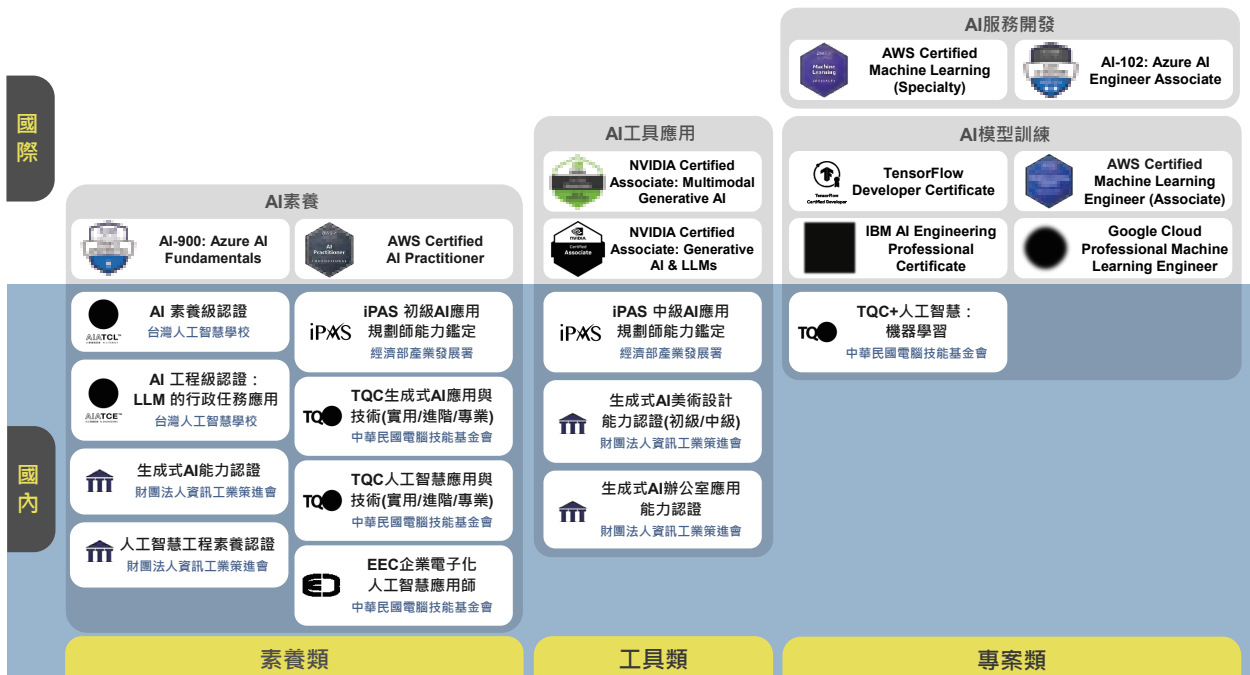 AI服務開發
AWS Certified
Machine Learning
(Specialty)
AI-102: Azure AI
Engineer Associate
國際
AI工具應用
NVIDIA Certified
Associate: Multimodal
Generative AI
NVIDIA Certified
Associate: Generative
AI & LLMs
AI模型訓練
TensorFlow
Developer Certificate
AWS Certified
Machine Learning
Engineer (Associate)
IBM AI Engineering
Professional
Certificate
Google Cloud
Professional Machine
Learning Engineer
AI素養
AI-900: Azure AI
Fundamentals
AWS Certified
AI Practitioner
國內
AI 素養級認證
台灣人工智慧學校
AI 工程級認證：
LLM 的行政任務應用
台灣人工智慧學校
生成式AI能力認證
財團法人資訊工業策進會
人工智慧工程素養認證
財團法人資訊工業策進會
iPAS 初級AI應用
規劃師能力鑑定
經濟部產業發展署
TQC生成式AI應用與
技術(實用/進階/專業)
中華民國電腦技能基金會
TQC人工智慧應用與
技術(實用/進階/專業)
中華民國電腦技能基金會
EEC企業電子化
人工智慧應用師
中華民國電腦技能基金會
iPAS 中級AI應用
規劃師能力鑑定
經濟部產業發展署
生成式AI美術設計
能力認證(初級/中級)
財團法人資訊工業策進會
生成式AI辦公室應用
能力認證
財團法人資訊工業策進會
TQC+人工智慧：
機器學習
中華民國電腦技能基金會
素養類
工具類
專案類
Machine
Learning
TensorFlow
Certified Developer
AI
Practitioner
NVIDIA
Certified
Associate
AIATCL
AIATCE
iPAS
TQ
TQ
iPAS
TQ